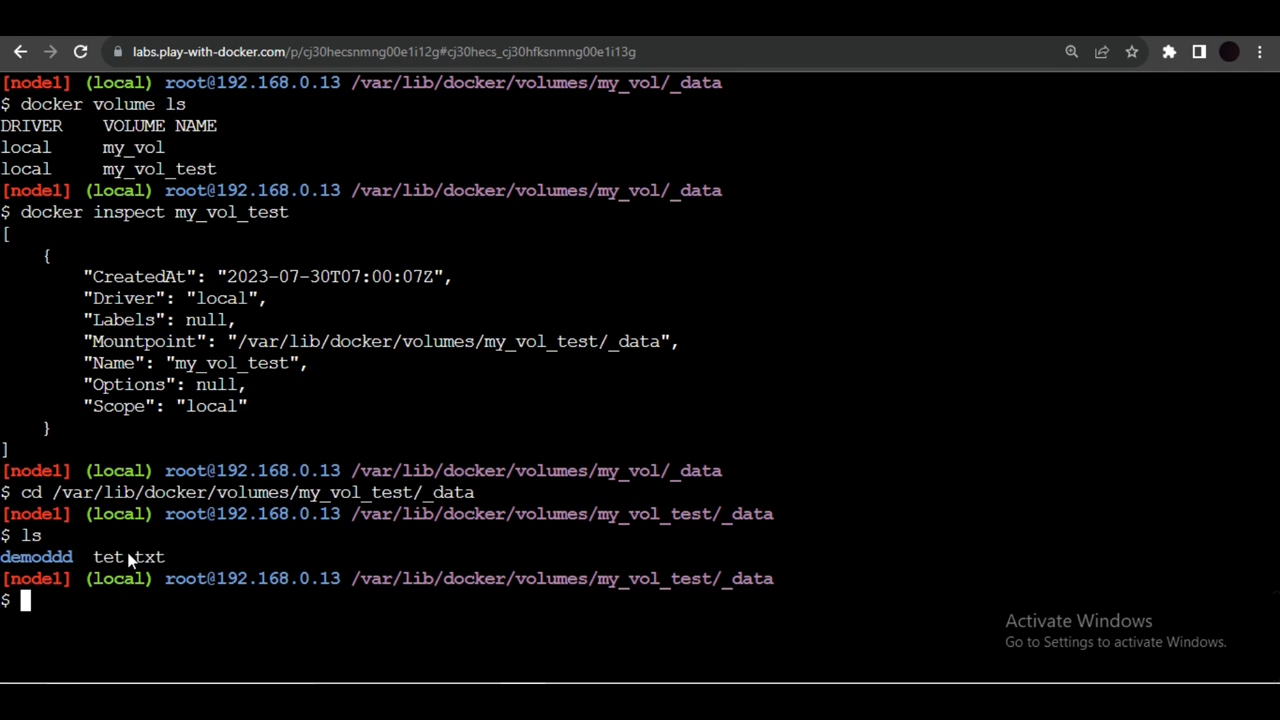 labs.play-with-docker.com/p/cj30hecsnmng00e1i12g#cj30hecs_cj30hfksnmng00e1i13g
[node1] (local) root@192.168.0.13 /var/lib/docker/volumes/my_vol/_data
$ docker volume ls
DRIVER    VOLUME NAME
local     my_vol
local     my_vol_test
[node1] (local) root@192.168.0.13 /var/lib/docker/volumes/my_vol/_data
$ docker inspect my_vol_test
[
    {
        "CreatedAt": "2023-07-30T07:00:07Z",
        "Driver": "local",
        "Labels": null,
        "Mountpoint": "/var/lib/docker/volumes/my_vol_test/_data",
        "Name": "my_vol_test",
        "Options": null,
        "Scope": "local"
    }
]
[node1] (local) root@192.168.0.13 /var/lib/docker/volumes/my_vol/_data
$ cd /var/lib/docker/volumes/my_vol_test/_data
[node1] (local) root@192.168.0.13 /var/lib/docker/volumes/my_vol_test/_data
$ ls
demoddd  tet.txt
[node1] (local) root@192.168.0.13 /var/lib/docker/volumes/my_vol_test/_data
$
Activate Windows
Go to Settings to activate Windows.